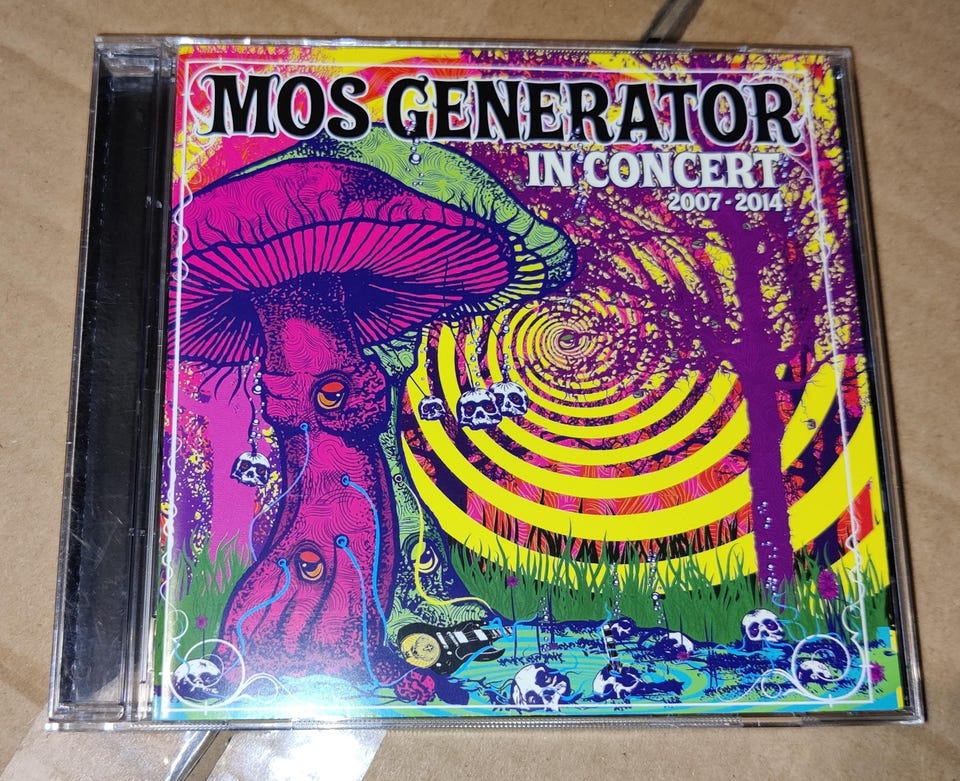 MOS GENERATOR
IN CONCERT
2007-2014